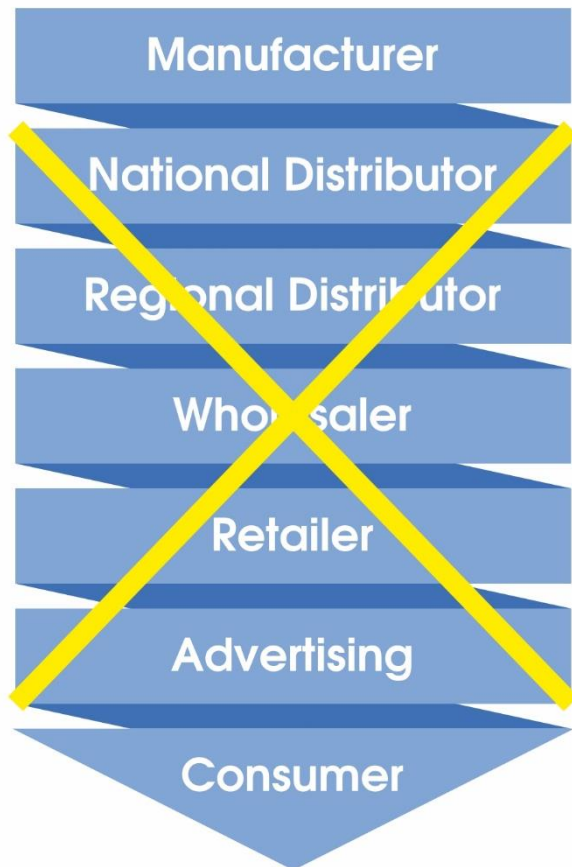 Manufacturer
National Distributor
Regional Distributor
Wholesaler
Retailer
Advertising
Consumer